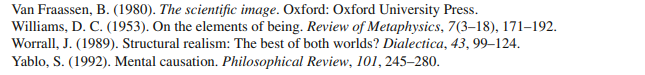 Van Fraassen, B. (1980). The scientific image. Oxford: Oxford University Press.
Williams, D. C. (1953). On the elements of being. Review of Metaphysics, 7(3–18), 171–192.
Worrall, J. (1989). Structural realism: The best of both worlds? Dialectica, 43, 99–124.
Yablo, S. (1992). Mental causation. Philosophical Review, 101, 245–280.